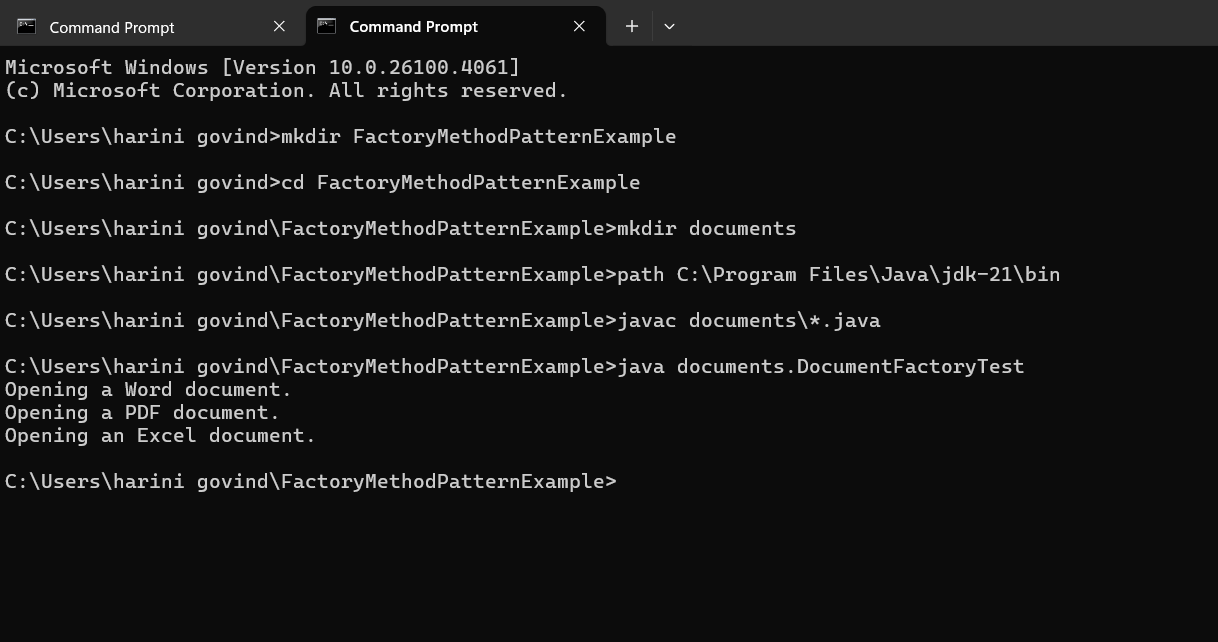 Command Prompt
Command Prompt
Microsoft Windows [Version 10.0.26100.4061]
(c) Microsoft Corporation. All rights reserved.
C:\Users\harini govind>mkdir FactoryMethodPatternExample
C:\Users\harini govind>cd FactoryMethodPatternExample
C:\Users\harini govind\FactoryMethodPatternExample>mkdir documents
C:\Users\harini govind\FactoryMethodPatternExample>path C:\Program Files\Java\jdk-21\bin
C:\Users\harini govind\FactoryMethodPatternExample>javac documents\*.java
C:\Users\harini govind\FactoryMethodPatternExample>java documents.DocumentFactoryTest
Opening a Word document.
Opening a PDF document.
Opening an Excel document.
C:\Users\harini govind\FactoryMethodPatternExample>